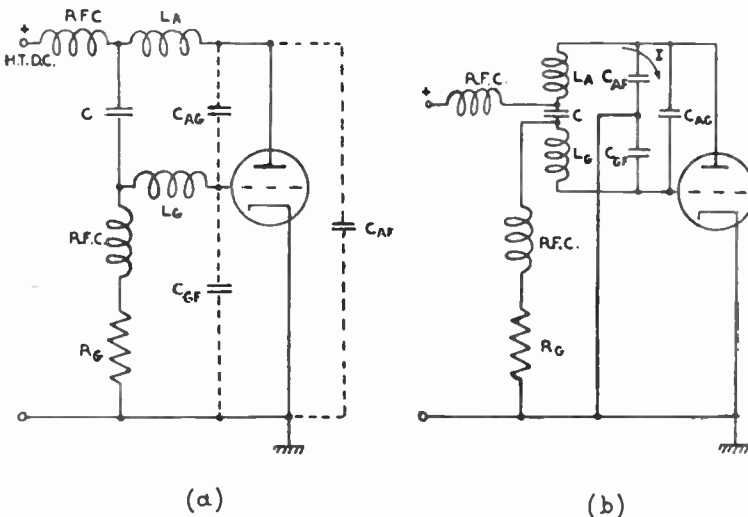 RFC LA
+
H.T.D.C.
C CAG
LG
R.F.C.
CAF
CGF
RG
(a)
I
LA CAF
R.F.C.
+
C CAG
LG CGF
R.F.C.
RG
(b)